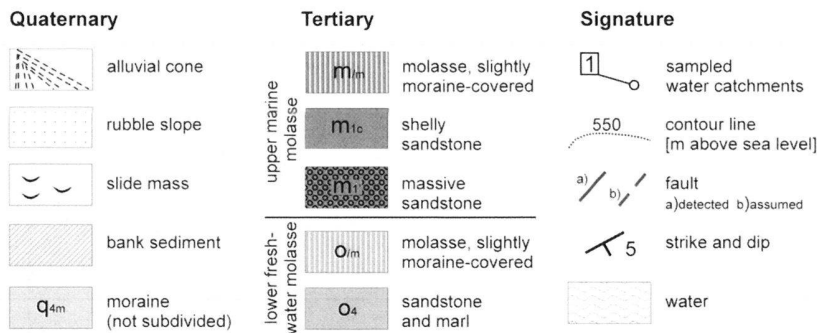 Quaternary
alluvial cone
rubble slope
slide mass
bank sediment
q4m
moraine
(not subdivided)
Tertiary
upper marine
molasse
m/m
molasse, slightly
moraine-covered
m1c
shelly
sandstone
m1
massive
sandstone
lower fresh-
water molasse
o/m
molasse, slightly
moraine-covered
o4
sandstone
and marl
Signature
1
sampled
water catchments
550
contour line
[m above sea level]
a)
b)
fault
a)detected b)assumed
5
strike and dip
water